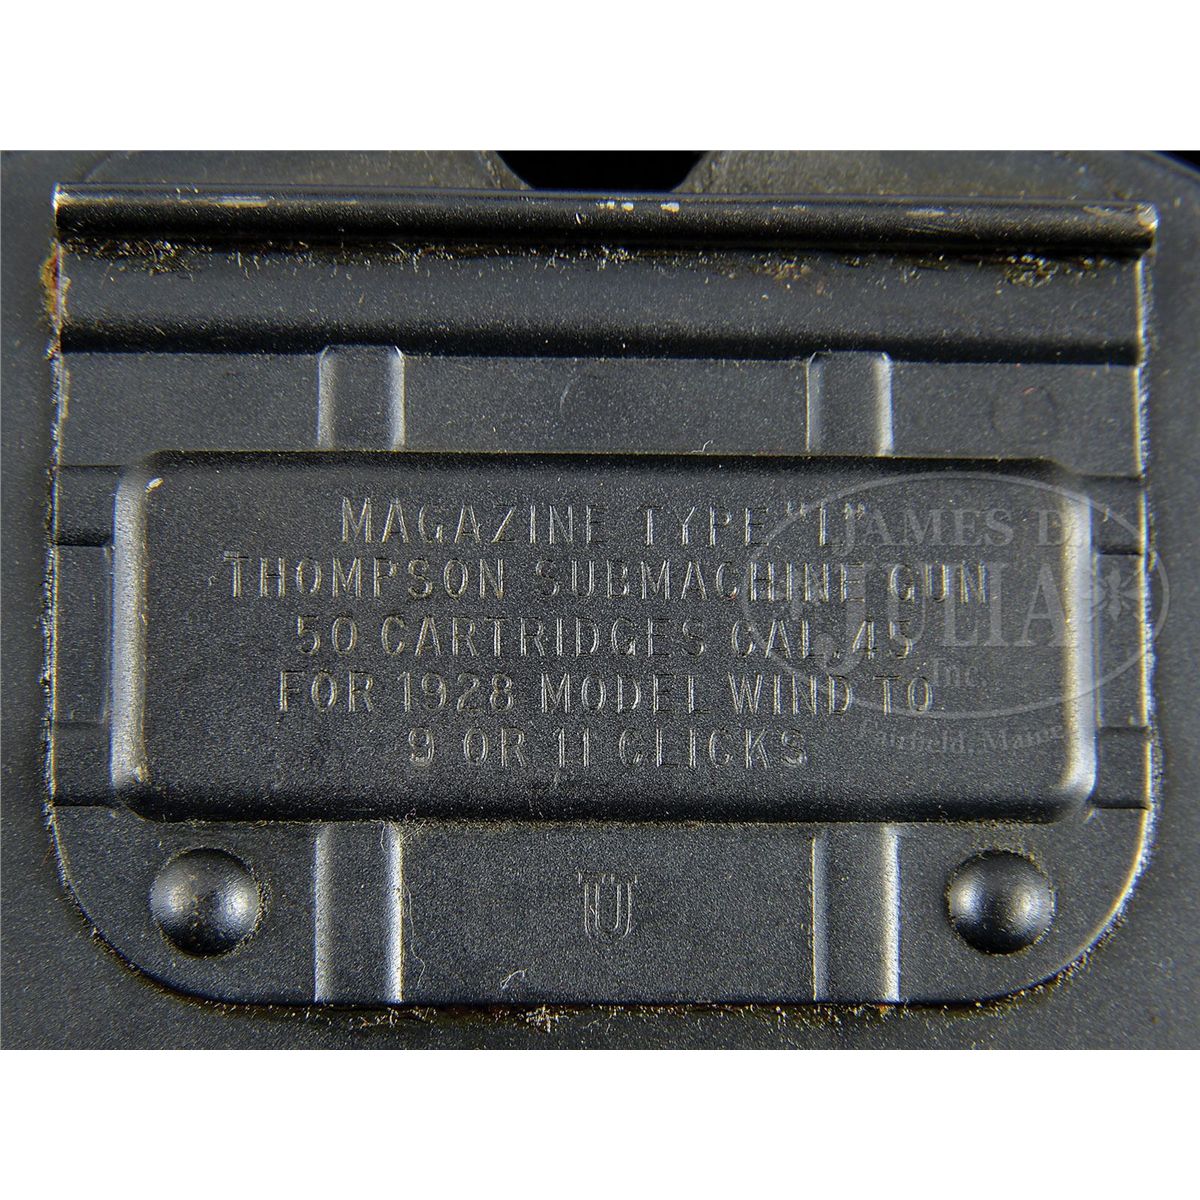 MAGAZINE TYPE "L"
THOMPSON SUBMACHINE GUN
50 CARTRIDGES CAL .45
FOR 1928 MODEL WIND TO
9 OR 11 CLICKS
U
JAMES D.
JULIA
Inc.
Fairfield, Maine